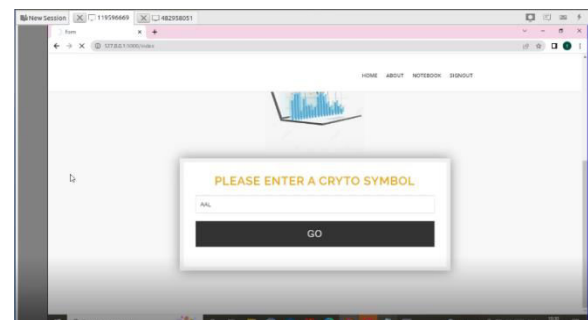 New Session 119596669 482958051
Form
127.0.0.1:5000/index
HOME ABOUT NOTEBOOK SIGNOUT
PLEASE ENTER A CRYTO SYMBOL
AAL
GO